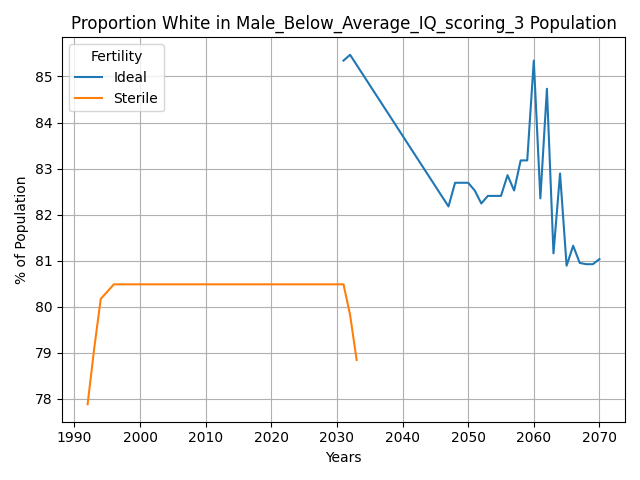 Proportion White in Male_Below_Average_IQ_scoring_3 Population
Fertility
Ideal
Sterile
% of Population
85
84
83
82
81
80
79
78
1990 2000 2010 2020 2030 2040 2050 2060 2070
Years